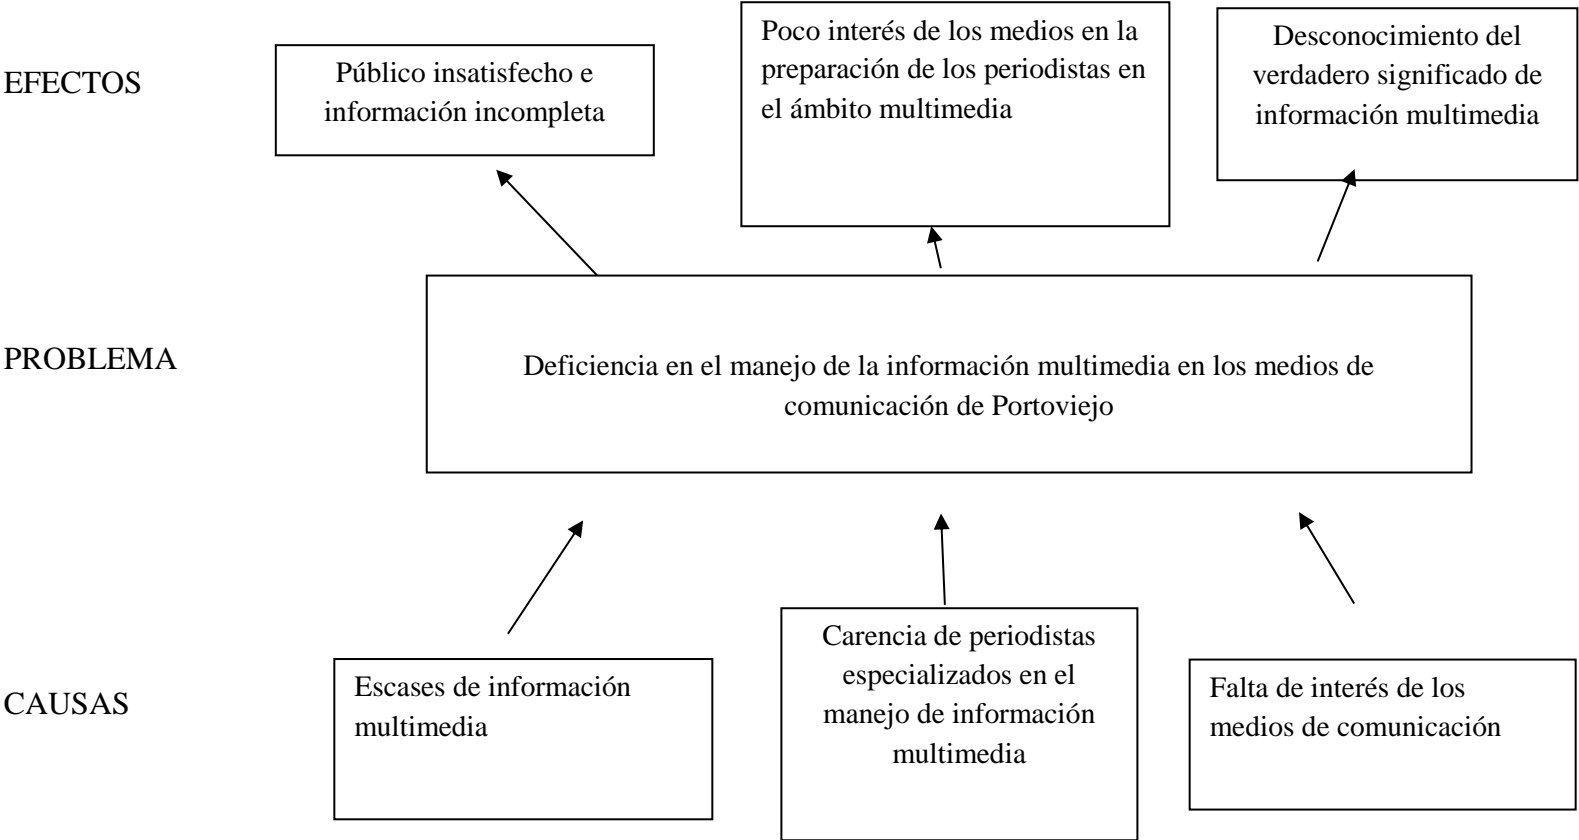 EFECTOS
Público insatisfecho e
información incompleta
Poco interés de los medios en la
preparación de los periodistas en
el ámbito multimedia
Desconocimiento del
verdadero significado de
información multimedia
PROBLEMA
Deficiencia en el manejo de la información multimedia en los medios de
comunicación de Portoviejo
CAUSAS
Escases de información
multimedia
Carencia de periodistas
especializados en el
manejo de información
multimedia
Falta de interés de los
medios de comunicación